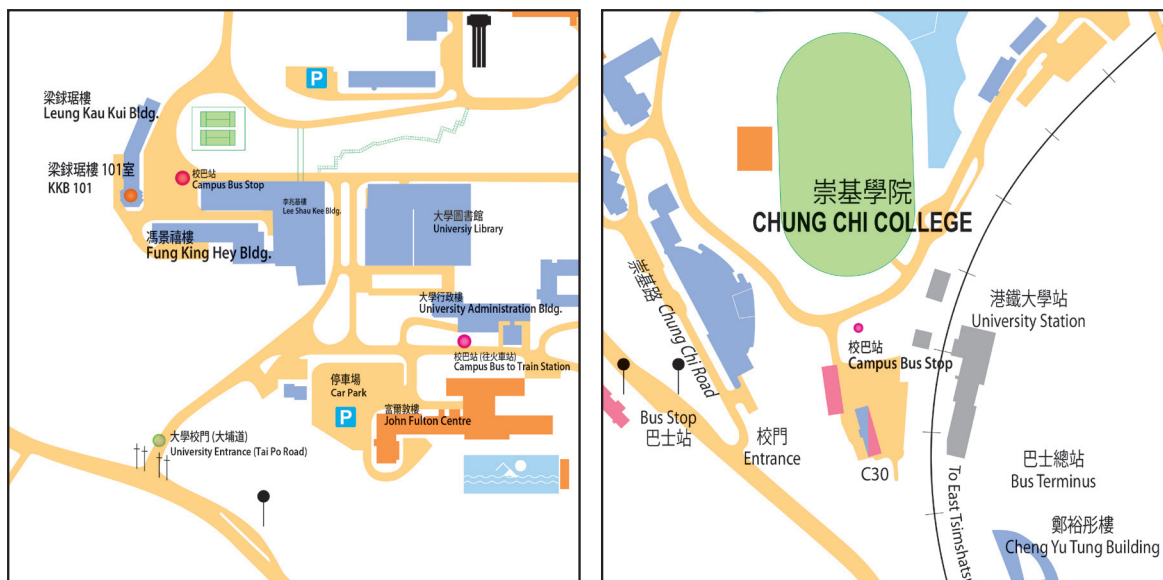 P
梁銶琚樓
Leung Kau Kui Bldg.
梁銶琚樓 101室
KKB 101
校巴站
Campus Bus Stop
李兆基樓
Lee Shau Kee Bldg.
大學圖書館
Universiy Library
馮景禧樓
Fung King Hey Bldg.
大學行政樓
University Administration Bldg.
校巴站 (往火車站)
Campus Bus to Train Station
停車場
Car Park
P
富爾敦樓
John Fulton Centre
大學校門 (大埔道)
University Entrance (Tai Po Road)
崇基學院
CHUNG CHI COLLEGE
崇基路 Chung Chi Road
港鐵大學站
University Station
校巴站
Campus Bus Stop
Bus Stop
巴士站
校門
Entrance
C30
巴士總站
Bus Terminus
To East Tsimshatsu
鄭裕彤樓
Cheng Yu Tung Building